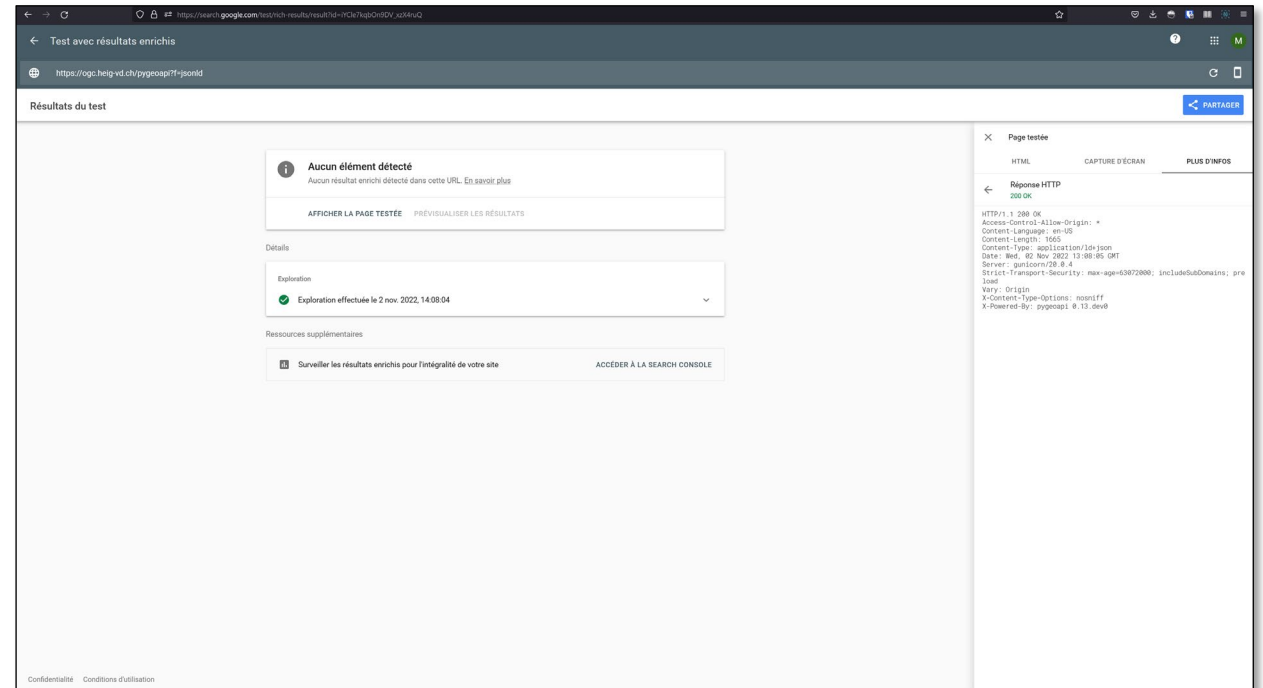 https://search.google.com/test/rich-results/result?id=iYCle7kqbOn9DV_xzX4ruQ
Test avec résultats enrichis
M
https://ogc.heig-vd.ch/pygeoapi?f=jsonld
Résultats du test
PARTAGER
Aucun élément détecté
Aucun résultat enrichi détecté dans cette URL. En savoir plus
AFFICHER LA PAGE TESTÉE PRÉVISUALISER LES RÉSULTATS
Détails
Exploration
Exploration effectuée le 2 nov. 2022, 14:08:04
Ressources supplémentaires
Surveiller les résultats enrichis pour l'intégralité de votre site ACCÉDER À LA SEARCH CONSOLE
Page testée
HTML CAPTURE D'ÉCRAN PLUS D'INFOS
Réponse HTTP
200 OK
HTTP/1.1 200 OK
Access-Control-Allow-Origin: *
Content-Language: en-US
Content-Length: 1665
Content-Type: application/ld+json
Date: Wed, 02 Nov 2022 13:08:05 GMT
Server: gunicorn/20.0.4
Strict-Transport-Security: max-age=63072000; includeSubDomains; pre
load
Vary: Origin
X-Content-Type-Options: nosniff
X-Powered-By: pygeoapi 0.13.dev0
Confidentialité Conditions d'utilisation